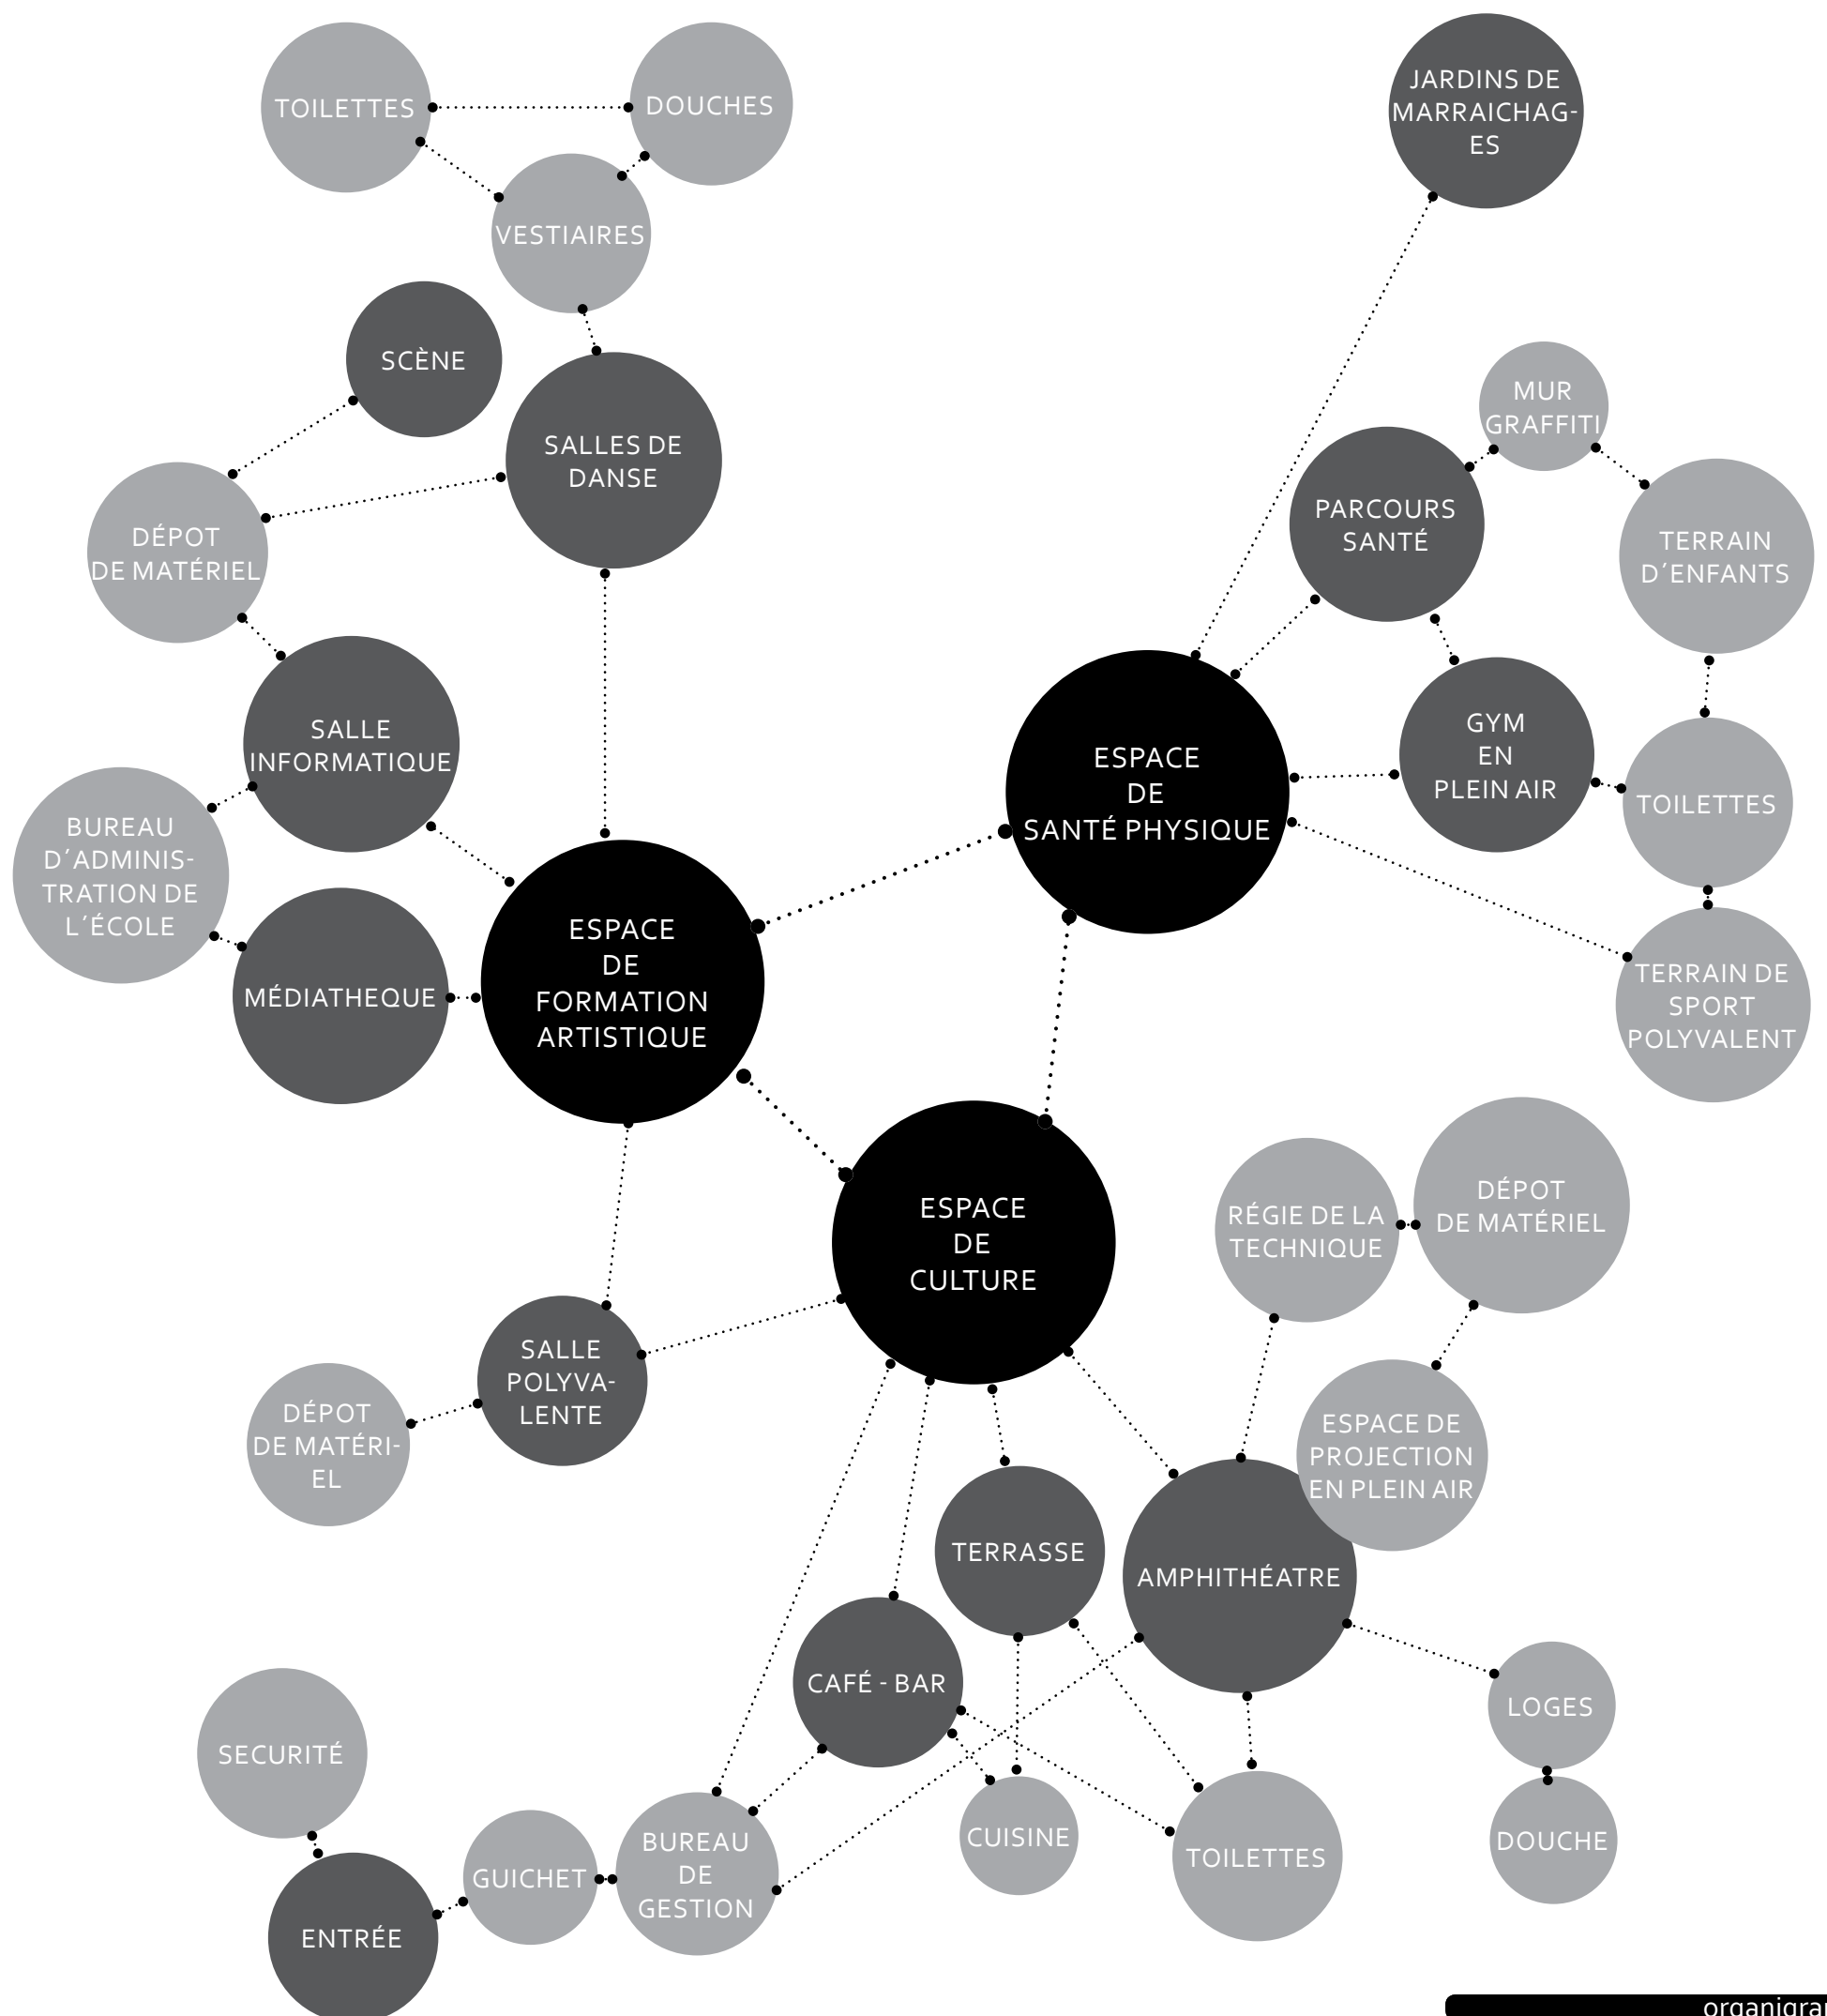 TOILETTES
DOUCHES
VESTIAIRES
JARDINS DE
MARRAICHAG-
ES
SCÈNE
SALLES DE
DANSE
DÉPOT
DE MATÉRIEL
MUR
GRAFFITI
PARCOURS
SANTÉ
TERRAIN
D´ENFANTS
SALLE
INFORMATIQUE
BUREAU
D´ADMINIS-
TRATION DE
L´ÉCOLE
MÉDIATHEQUE
ESPACE
DE
FORMATION
ARTISTIQUE
ESPACE
DE
SANTÉ PHYSIQUE
GYM
EN
PLEIN AIR
TOILETTES
TERRAIN DE
SPORT
POLYVALENT
ESPACE
DE
CULTURE
RÉGIE DE LA
TECHNIQUE
DÉPOT
DE MATÉRIEL
SALLE
POLYVA-
LENTE
DÉPOT
DE MATÉRI-
EL
ESPACE DE
PROJECTION
EN PLEIN AIR
TERRASSE
AMPHITHÉATRE
CAFÉ - BAR
LOGES
SECURITÉ
CUISINE
TOILETTES
DOUCHE
BUREAU
DE
GESTION
GUICHET
ENTRÉE